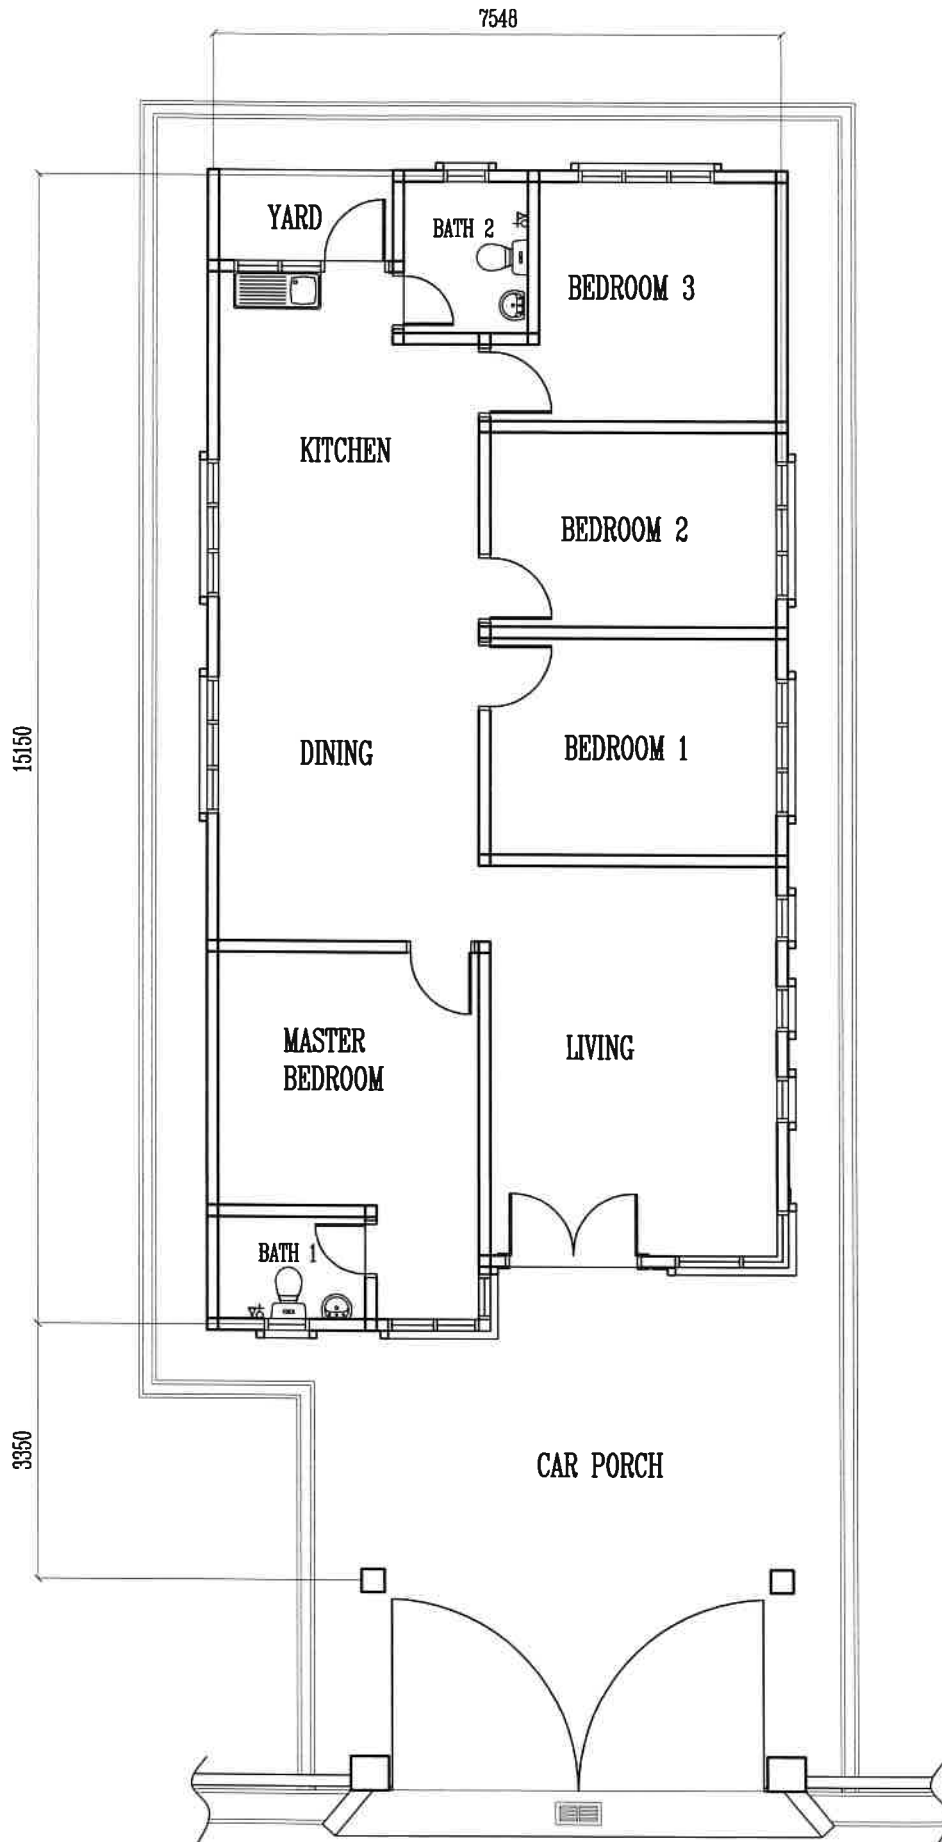 7548
YARD
BATH 2
BEDROOM 3
KITCHEN
BEDROOM 2
15150
DINING
BEDROOM 1
MASTER
BEDROOM
LIVING
BATH 1
3350
CAR PORCH